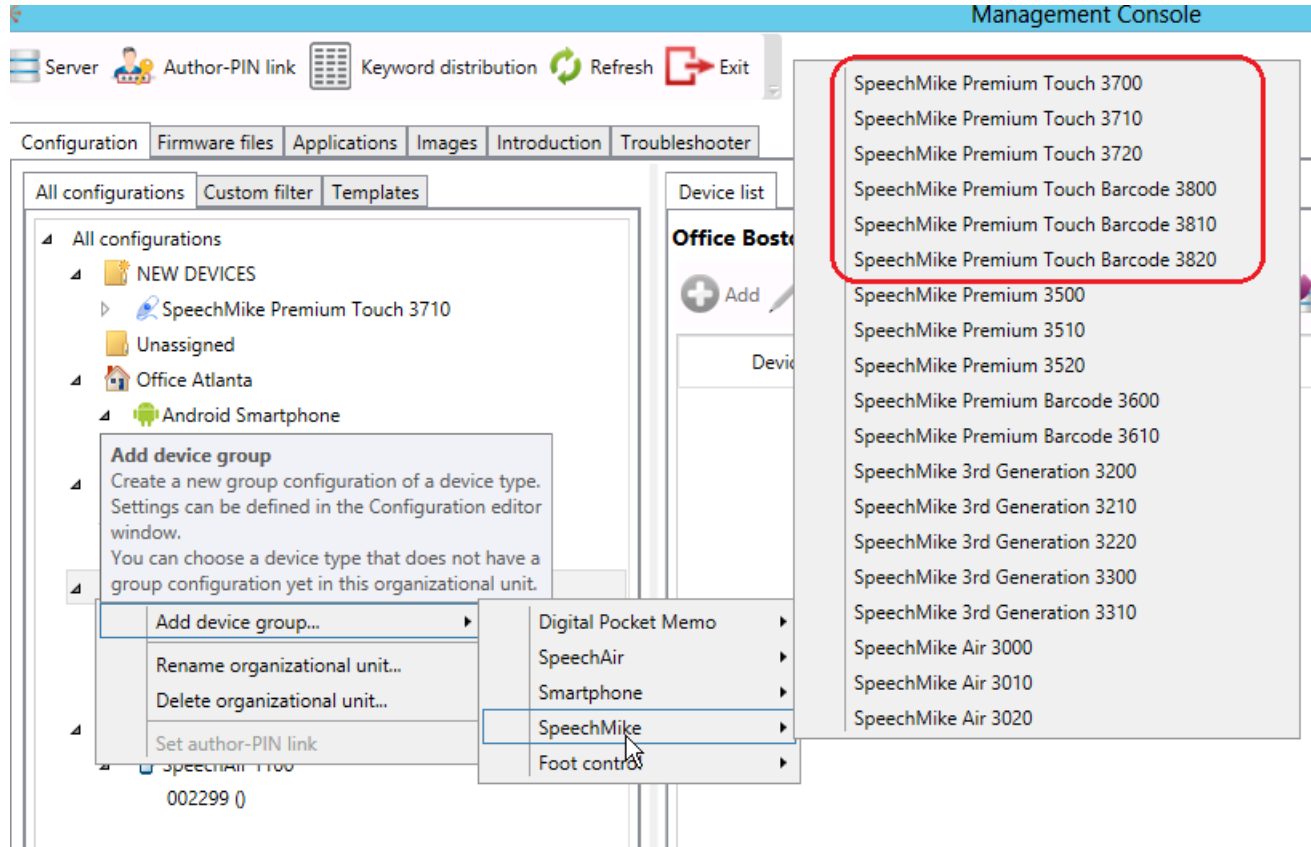 Management Console
Server Author-PIN link Keyword distribution Refresh Exit
Configuration Firmware files Applications Images Introduction Troubleshooter
All configurations Custom filter Templates
All configurations
NEW DEVICES
SpeechMike Premium Touch 3710
Unassigned
Office Atlanta
Android Smartphone
Add device group
Create a new group configuration of a device type.
Settings can be defined in the Configuration editor
window.
You can choose a device type that does not have a
group configuration yet in this organizational unit.
Add device group...
Rename organizational unit...
Delete organizational unit...
Set author-PIN link
SpeechAir 1100
002299 ()
Digital Pocket Memo
SpeechAir
Smartphone
SpeechMike
Foot control
Device list
Office Bost
Add
Devic
SpeechMike Premium Touch 3700
SpeechMike Premium Touch 3710
SpeechMike Premium Touch 3720
SpeechMike Premium Touch Barcode 3800
SpeechMike Premium Touch Barcode 3810
SpeechMike Premium Touch Barcode 3820
SpeechMike Premium 3500
SpeechMike Premium 3510
SpeechMike Premium 3520
SpeechMike Premium Barcode 3600
SpeechMike Premium Barcode 3610
SpeechMike 3rd Generation 3200
SpeechMike 3rd Generation 3210
SpeechMike 3rd Generation 3220
SpeechMike 3rd Generation 3300
SpeechMike 3rd Generation 3310
SpeechMike Air 3000
SpeechMike Air 3010
SpeechMike Air 3020